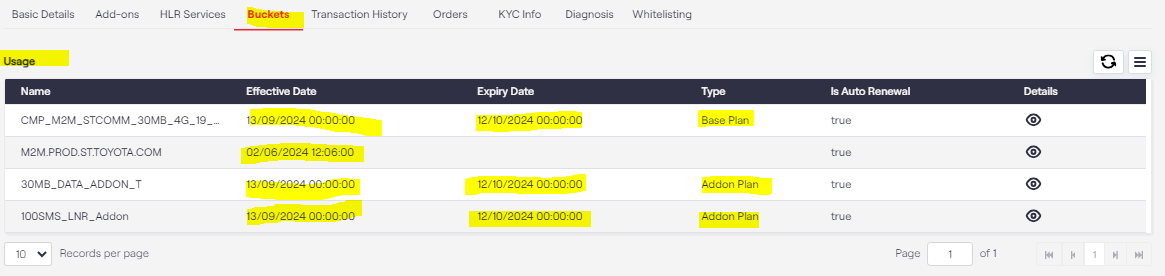 Basic Details Add-ons HLR Services Buckets Transaction History Orders KYC Info Diagnosis Whitelisting
Usage
Name Effective Date Expiry Date Type Is Auto Renewal Details
CMP_M2M_STCOMM_30MB_4G_19_... 13/09/2024 00:00:00 12/10/2024 00:00:00 Base Plan true
M2M.PROD.ST.TOYOTA.COM 02/06/2024 12:06:00 true
30MB_DATA_ADDON_T 13/09/2024 00:00:00 12/10/2024 00:00:00 Addon Plan true
100SMS_LNR_Addon 13/09/2024 00:00:00 12/10/2024 00:00:00 Addon Plan true
10 Records per page Page 1 of 1 1